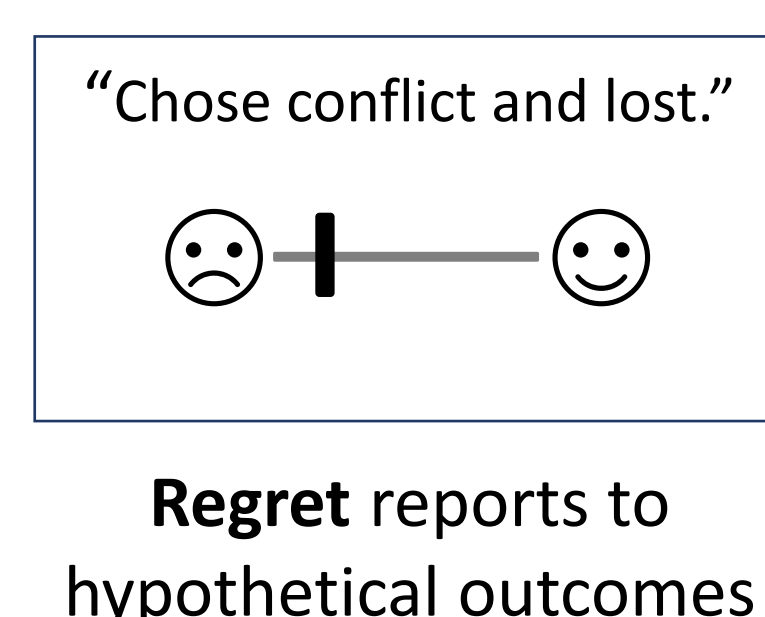 “Chose conflict and lost.”
Regret reports to
hypothetical outcomes